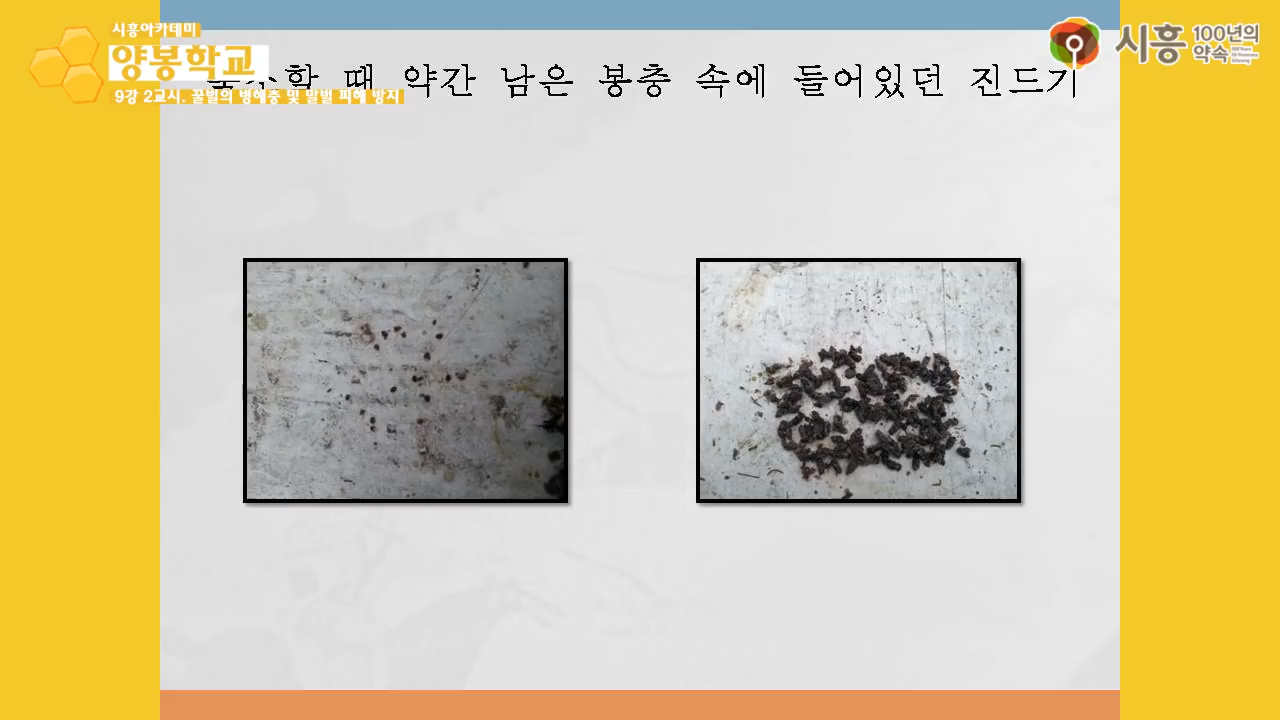 시흥아카데미
양봉학교
9강 2교시. 꿀벌의 병해충 및 말벌 피해 방지
시흥 100년의 약속
때 약간 남은 봉충 속에 들어있던 진드기